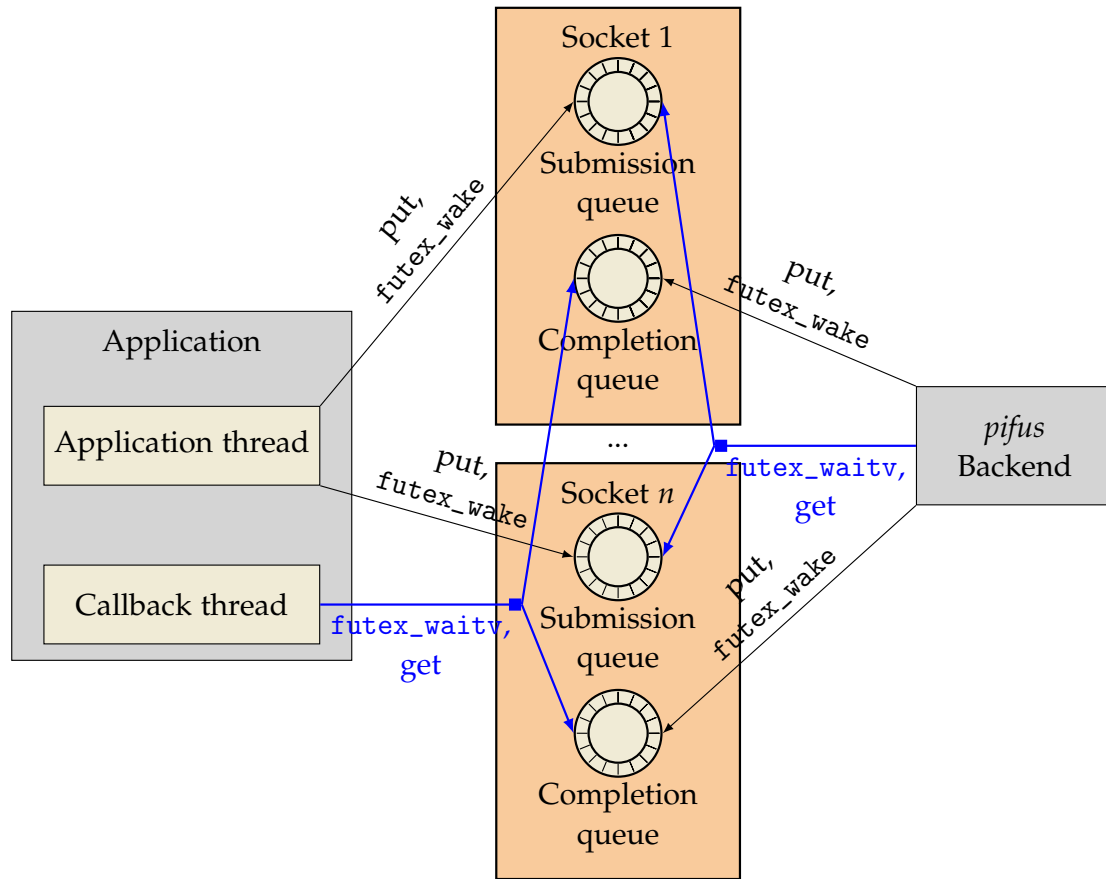 Socket 1
Submission
queue
put,
futex_wake
Completion
queue
put,
futex_wake
Application
Application thread
Callback thread
...
put,
futex_wake
futex_waitv,
get
Socket n
Submission
queue
Completion
queue
futex_waitv,
get
put,
futex_wake
pifus
Backend